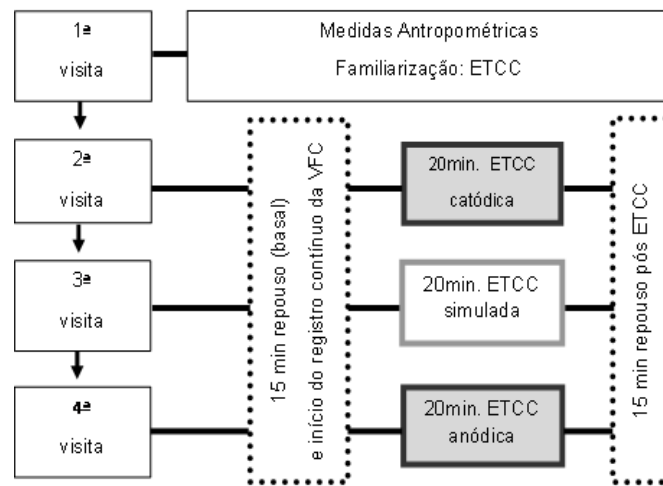 1ª
visita
Medidas Antropométricas
Familiarização: ETCC
2ª
visita
3ª
visita
4ª
visita
15 min repouso (basal)
e início do registro contínuo da VFC
20min. ETCC
catódica
20min. ETCC
simulada
20min. ETCC
anódica
15 min repouso pós ETCC